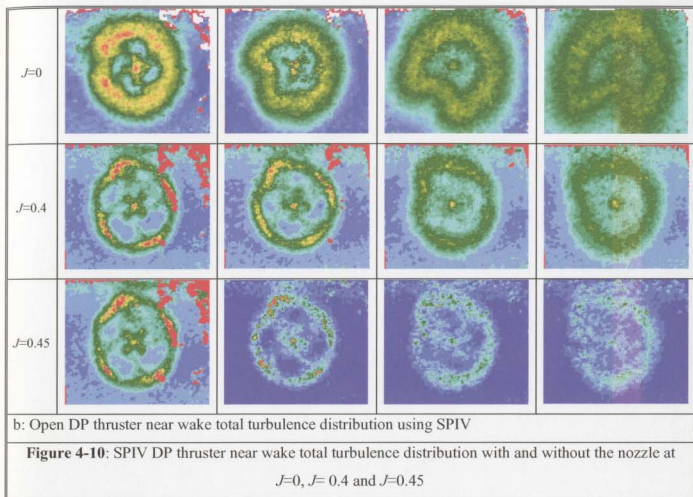 J=0
J=0.4
J=0.45
b: Open DP thruster near wake total turbulence distribution using SPIV
Figure 4-10: SPIV DP thruster near wake total turbulence distribution with and without the nozzle at
J=0, J= 0.4 and J=0.45